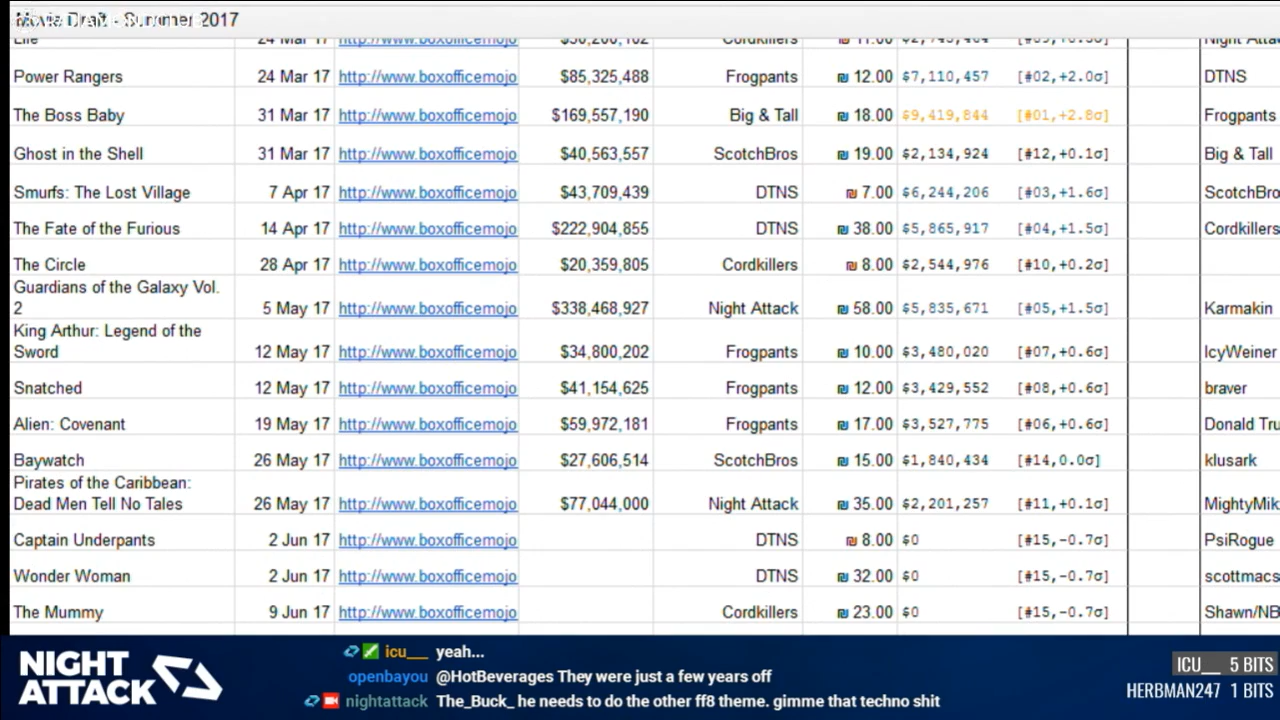 Movie Draft - Summer 2017
Life 24 Mar 17 http://www.boxofficemojo Cordkillers ₪ 11.00
Power Rangers 24 Mar 17 http://www.boxofficemojo $85,325,488 Frogpants ₪ 12.00 $7,110,457 [#02,+2.0σ] DTNS
The Boss Baby 31 Mar 17 http://www.boxofficemojo $169,557,190 Big & Tall ₪ 18.00 $9,419,844 [#01,+2.8σ] Frogpants
Ghost in the Shell 31 Mar 17 http://www.boxofficemojo $40,563,557 ScotchBros ₪ 19.00 $2,134,924 [#12,+0.1σ] Big & Tall
Smurfs: The Lost Village 7 Apr 17 http://www.boxofficemojo $43,709,439 DTNS ₪ 7.00 $6,244,206 [#03,+1.6σ] ScotchBro
The Fate of the Furious 14 Apr 17 http://www.boxofficemojo $222,904,855 DTNS ₪ 38.00 $5,865,917 [#04,+1.5σ] Cordkillers
The Circle 28 Apr 17 http://www.boxofficemojo $20,359,805 Cordkillers ₪ 8.00 $2,544,976 [#10,+0.2σ]
Guardians of the Galaxy Vol.
2 5 May 17 http://www.boxofficemojo $338,468,927 Night Attack ₪ 58.00 $5,835,671 [#05,+1.5σ] Karmakin
King Arthur: Legend of the
Sword 12 May 17 http://www.boxofficemojo $34,800,202 Frogpants ₪ 10.00 $3,480,020 [#07,+0.6σ] IcyWeiner
Snatched 12 May 17 http://www.boxofficemojo $41,154,625 Frogpants ₪ 12.00 $3,429,552 [#08,+0.6σ] braver
Alien: Covenant 19 May 17 http://www.boxofficemojo $59,972,181 Frogpants ₪ 17.00 $3,527,775 [#06,+0.6σ] Donald Tru
Baywatch 26 May 17 http://www.boxofficemojo $27,606,514 ScotchBros ₪ 15.00 $1,840,434 [#14,0.0σ] klusark
Pirates of the Caribbean:
Dead Men Tell No Tales 26 May 17 http://www.boxofficemojo $77,044,000 Night Attack ₪ 35.00 $2,201,257 [#11,+0.1σ] MightyMik
Captain Underpants 2 Jun 17 http://www.boxofficemojo DTNS ₪ 8.00 $0 [#15,-0.7σ] PsiRogue
Wonder Woman 2 Jun 17 http://www.boxofficemojo DTNS ₪ 32.00 $0 [#15,-0.7σ] scottmacs
The Mummy 9 Jun 17 http://www.boxofficemojo Cordkillers ₪ 23.00 $0 [#15,-0.7σ] Shawn/NB
NIGHT
ATTACK
icu___ yeah...
openbayou @HotBeverages They were just a few years off
nightattack The_Buck_ he needs to do the other ff8 theme. gimme that techno shit
ICU___ 5 BITS
HERBMAN247 1 BITS